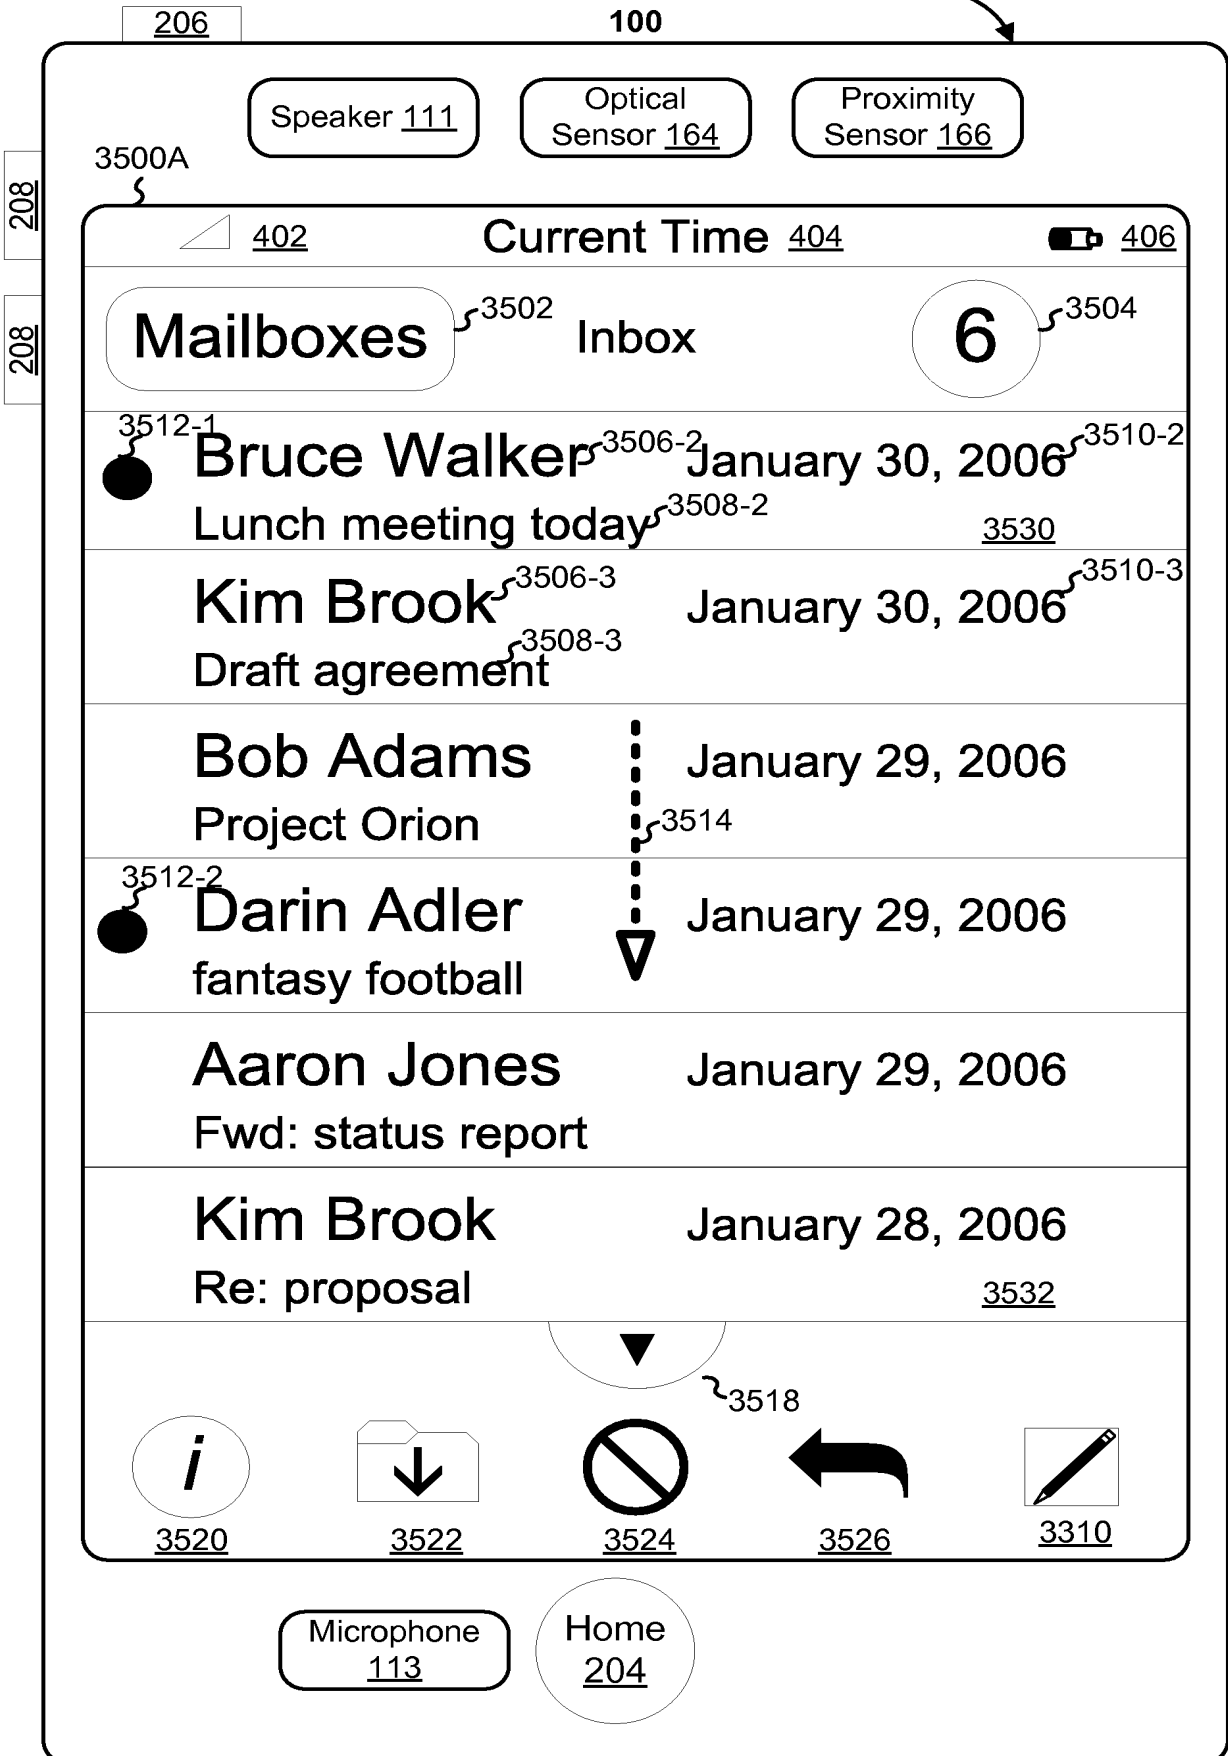 206
100
Speaker 111
Optical
Sensor 164
Proximity
Sensor 166
3500A
208
402
Current Time 404
406
208
Mailboxes
3502
Inbox
6
3504
3512-1
Bruce Walker
3506-2
January 30, 2006
3510-2
Lunch meeting today
3508-2
3530
Kim Brook
3506-3
January 30, 2006
3510-3
Draft agreement
3508-3
Bob Adams
January 29, 2006
Project Orion
3514
3512-2
Darin Adler
January 29, 2006
fantasy football
Aaron Jones
January 29, 2006
Fwd: status report
Kim Brook
January 28, 2006
Re: proposal
3532
3518
i
3520
3522
3524
3526
3310
Microphone
113
Home
204